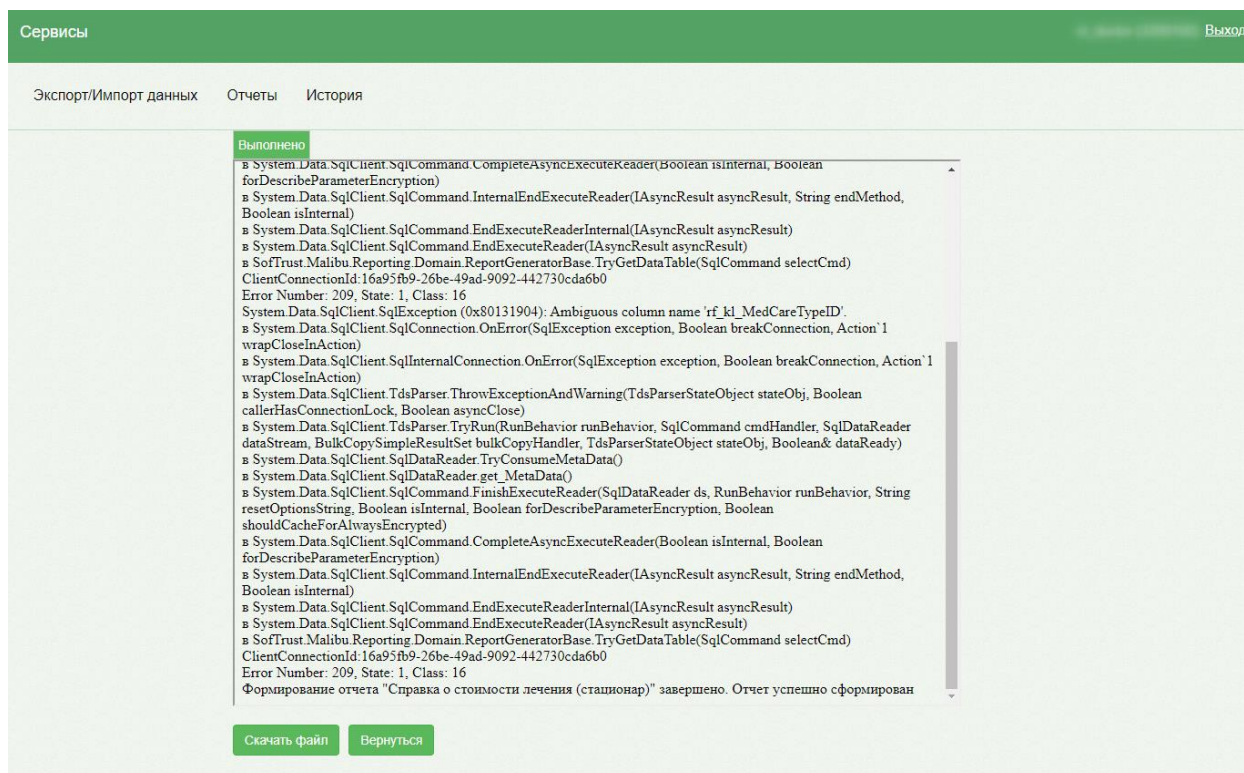 Сервисы
Выход
Экспорт/Импорт данных Отчеты История
Выполнено
в System.Data.SqlClient.SqlCommand.CompleteAsyncExecuteReader(Boolean isInternal, Boolean
forDescribeParameterEncryption)
в System.Data.SqlClient.SqlCommand.InternalEndExecuteReader(IAsyncResult asyncResult, String endMethod,
Boolean isInternal)
в System.Data.SqlClient.SqlCommand.EndExecuteReaderInternal(IAsyncResult asyncResult)
в System.Data.SqlClient.SqlCommand.EndExecuteReader(IAsyncResult asyncResult)
в SofTrust.Malibu.Reporting.Domain.ReportGeneratorBase.TryGetDataTable(SqlCommand selectCmd)
ClientConnectionId:16a95fb9-26be-49ad-9092-442730cda6b0
Error Number: 209, State: 1, Class: 16
System.Data.SqlClient.SqlException (0x80131904): Ambiguous column name 'rf_kl_MedCareTypeID'.
в System.Data.SqlClient.SqlConnection.OnError(SqlException exception, Boolean breakConnection, Action`1
wrapCloseInAction)
в System.Data.SqlClient.SqlInternalConnection.OnError(SqlException exception, Boolean breakConnection, Action`1
wrapCloseInAction)
в System.Data.SqlClient.TdsParser.ThrowExceptionAndWarning(TdsParserStateObject stateObj, Boolean
callerHasConnectionLock, Boolean asyncClose)
в System.Data.SqlClient.TdsParser.TryRun(RunBehavior runBehavior, SqlCommand cmdHandler, SqlDataReader
dataStream, BulkCopySimpleResultSet bulkCopyHandler, TdsParserStateObject stateObj, Boolean& dataReady)
в System.Data.SqlClient.SqlDataReader.TryConsumeMetaData()
в System.Data.SqlClient.SqlDataReader.get_MetaData()
в System.Data.SqlClient.SqlCommand.FinishExecuteReader(SqlDataReader ds, RunBehavior runBehavior, String
resetOptionsString, Boolean isInternal, Boolean forDescribeParameterEncryption, Boolean
shouldCacheForAlwaysEncrypted)
в System.Data.SqlClient.SqlCommand.CompleteAsyncExecuteReader(Boolean isInternal, Boolean
forDescribeParameterEncryption)
в System.Data.SqlClient.SqlCommand.InternalEndExecuteReader(IAsyncResult asyncResult, String endMethod,
Boolean isInternal)
в System.Data.SqlClient.SqlCommand.EndExecuteReaderInternal(IAsyncResult asyncResult)
в System.Data.SqlClient.SqlCommand.EndExecuteReader(IAsyncResult asyncResult)
в SofTrust.Malibu.Reporting.Domain.ReportGeneratorBase.TryGetDataTable(SqlCommand selectCmd)
ClientConnectionId:16a95fb9-26be-49ad-9092-442730cda6b0
Error Number: 209, State: 1, Class: 16
Формирование отчета "Справка о стоимости лечения (стационар)" завершено. Отчет успешно сформирован
Скачать файл Вернуться